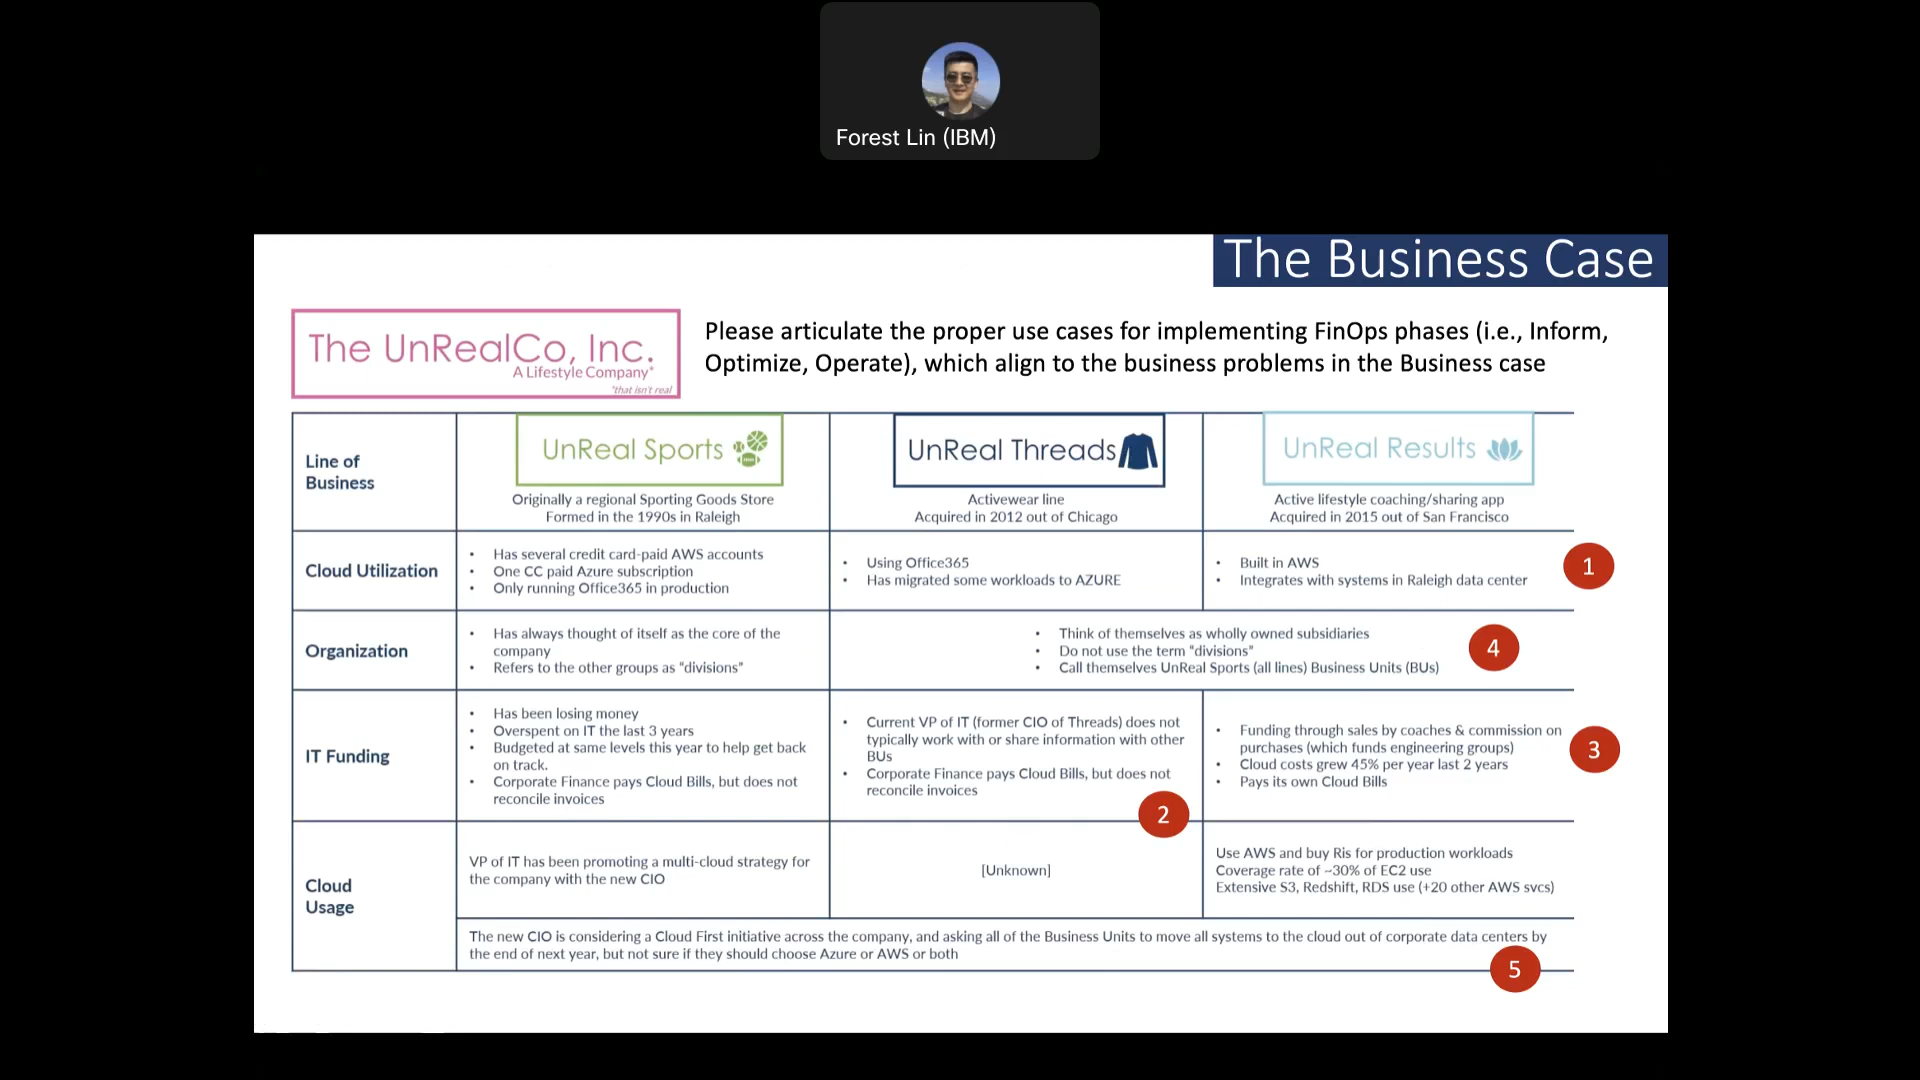 Forest Lin (IBM)
The Business Case
The UnRealCo, Inc.
A Lifestyle Company*
*that isn't real
Please articulate the proper use cases for implementing FinOps phases (i.e., Inform,
Optimize, Operate), which align to the business problems in the Business case
Line of
Business
UnReal Sports
Originally a regional Sporting Goods Store
Formed in the 1990s in Raleigh
UnReal Threads
Activewear line
Acquired in 2012 out of Chicago
UnReal Results
Active lifestyle coaching/sharing app
Acquired in 2015 out of San Francisco
Cloud Utilization
• Has several credit card-paid AWS accounts
• One CC paid Azure subscription
• Only running Office365 in production
• Using Office365
• Has migrated some workloads to AZURE
• Built in AWS
• Integrates with systems in Raleigh data center
1
Organization
• Has always thought of itself as the core of the
company
• Refers to the other groups as "divisions"
• Think of themselves as wholly owned subsidiaries
• Do not use the term "divisions"
• Call themselves UnReal Sports (all lines) Business Units (BUs)
4
IT Funding
• Has been losing money
• Overspent on IT the last 3 years
• Budgeted at same levels this year to help get back
on track.
• Corporate Finance pays Cloud Bills, but does not
reconcile invoices
• Current VP of IT (former CIO of Threads) does not
typically work with or share information with other
BUs
• Corporate Finance pays Cloud Bills, but does not
reconcile invoices
2
• Funding through sales by coaches & commission on
purchases (which funds engineering groups)
• Cloud costs grew 45% per year last 2 years
• Pays its own Cloud Bills
3
Cloud
Usage
VP of IT has been promoting a multi-cloud strategy for
the company with the new CIO
[Unknown]
Use AWS and buy Ris for production workloads
Coverage rate of ~30% of EC2 use
Extensive S3, Redshift, RDS use (+20 other AWS svcs)
The new CIO is considering a Cloud First initiative across the company, and asking all of the Business Units to move all systems to the cloud out of corporate data centers by
the end of next year, but not sure if they should choose Azure or AWS or both
5